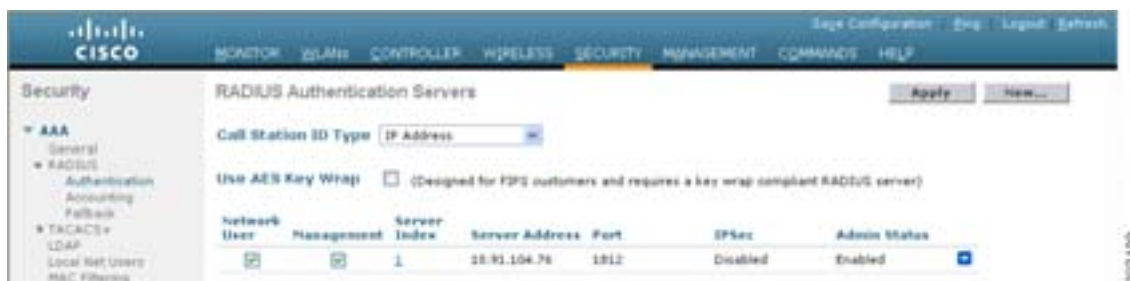 Save Configuration Ping Logout Refresh
CISCO
MONITOR WLANs CONTROLLER WIRELESS SECURITY MANAGEMENT COMMANDS HELP
Security
RADIUS Authentication Servers
Apply New...
AAA
General
RADIUS
Authentication
Accounting
Fallback
TACACS+
LDAP
Local Net Users
MAC Filtering
Call Station ID Type IP Address
Use AES Key Wrap (Designed for FIPS customers and requires a key wrap compliant RADIUS server)
Network User Management Server Index Server Address Port IPSec Admin Status
1 10.91.104.76 1812 Disabled Enabled